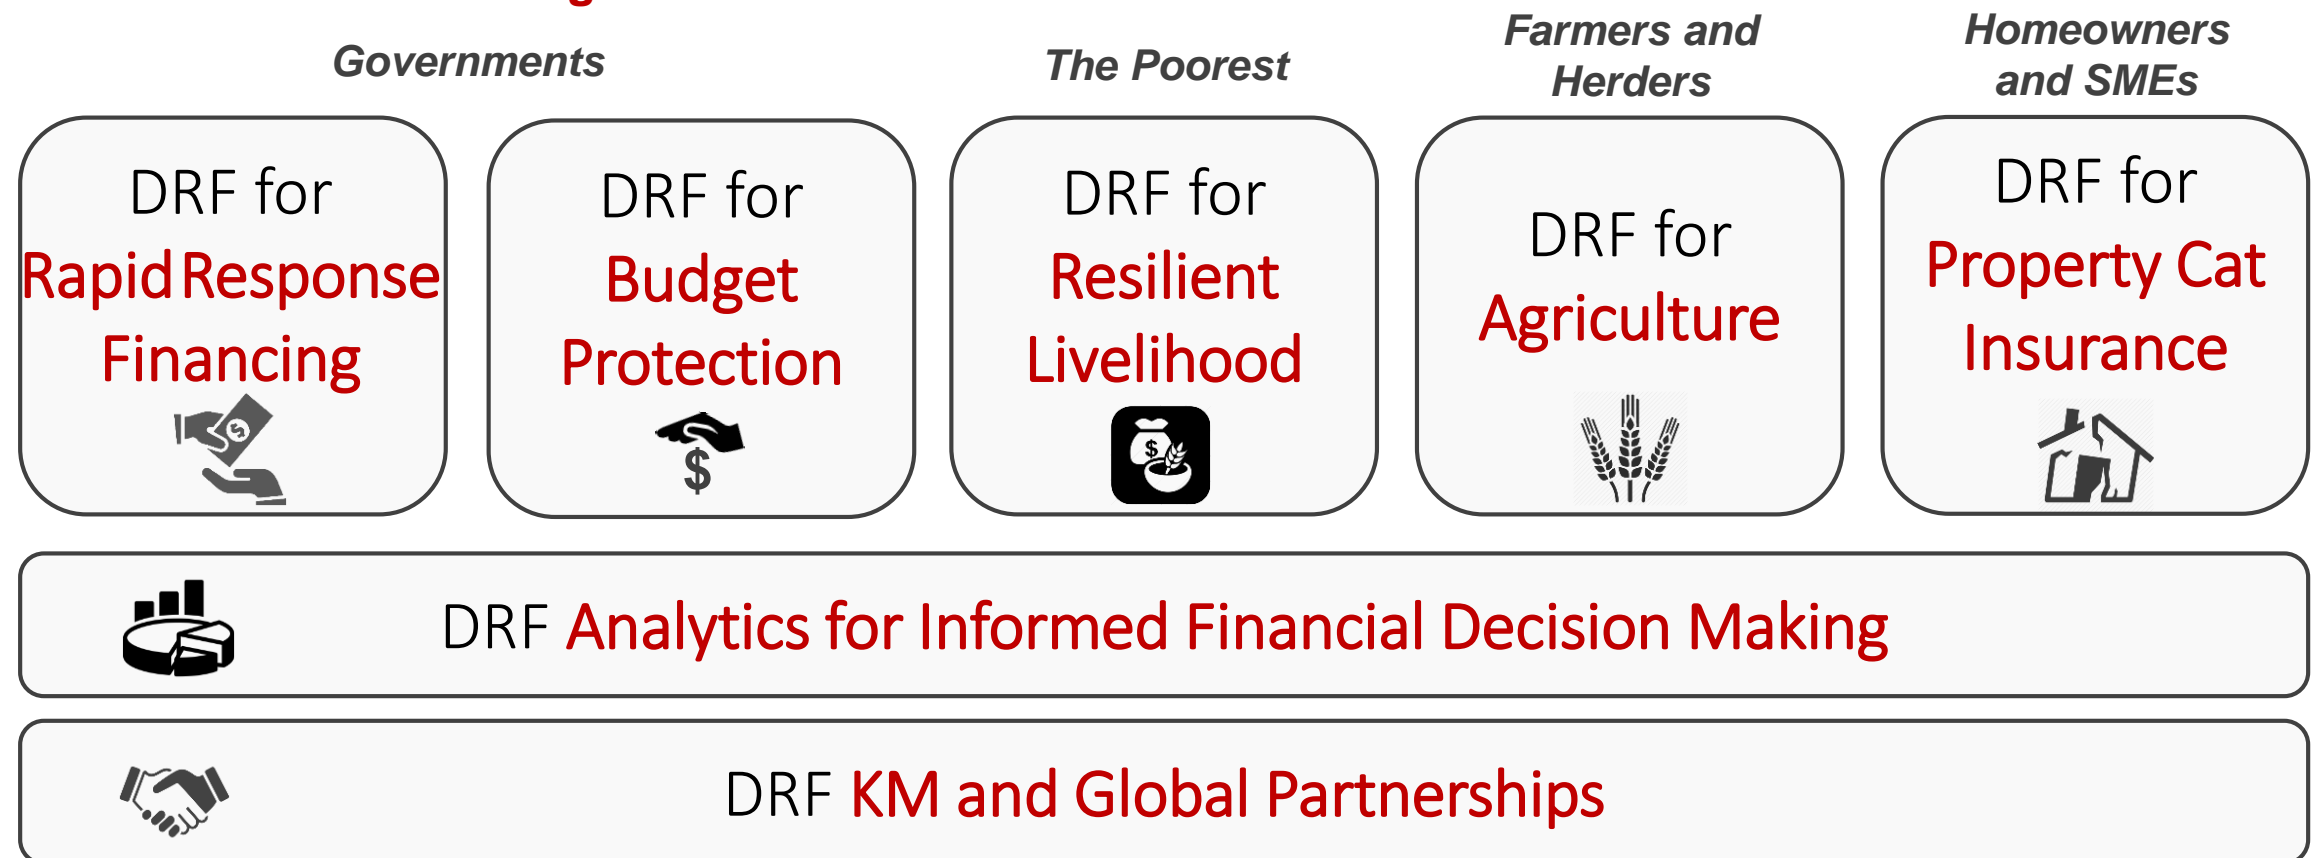 Governments
The Poorest
Farmers and
Herders
Homeowners
and SMEs
DRF for
Rapid Response
Financing
DRF for
Budget
Protection
$
DRF for
Resilient
Livelihood
$
DRF for
Agriculture
DRF for
Property Cat
Insurance
DRF Analytics for Informed Financial Decision Making
DRF KM and Global Partnerships